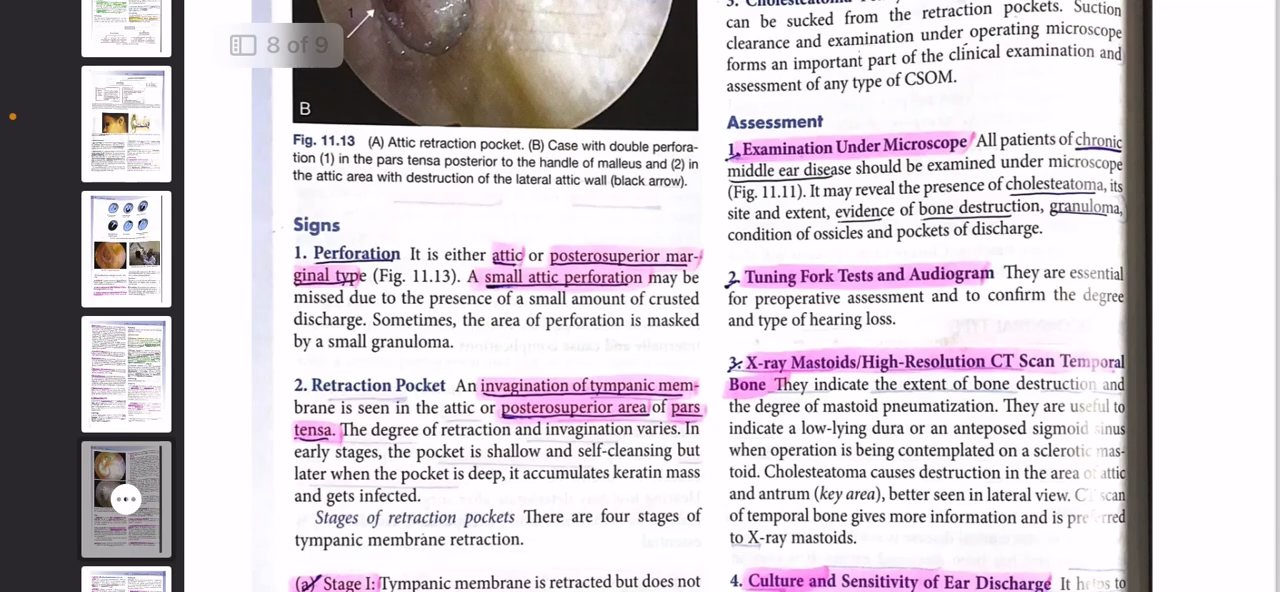 8 of 9
1
B
Fig. 11.13 (A) Attic retraction pocket. (B) Case with double perfora-
tion (1) in the pars tensa posterior to the handle of malleus and (2) in
the attic area with destruction of the lateral attic wall (black arrow).
Signs
1. Perforation It is either attic or posterosuperior mar-
ginal type (Fig. 11.13). A small attic perforation may be
missed due to the presence of a small amount of crusted
discharge. Sometimes, the area of perforation is masked
by a small granuloma.
2. Retraction Pocket An invagination of tympanic mem-
brane is seen in the attic or posterosuperior area of pars
tensa. The degree of retraction and invagination varies. In
early stages, the pocket is shallow and self-cleansing but
later when the pocket is deep, it accumulates keratin mass
and gets infected.
Stages of retraction pockets There are four stages of
tympanic membrane retraction.
(a) Stage I: Tympanic membrane is retracted but does not
can be sucked from the retraction pockets. Suction
clearance and examination under operating microscope
forms an important part of the clinical examination and
assessment of any type of CSOM.
Assessment
1. Examination Under Microscope All patients of chronic
middle ear disease should be examined under microscope
(Fig. 11.11). It may reveal the presence of cholesteatoma, its
site and extent, evidence of bone destruction, granuloma,
condition of ossicles and pockets of discharge.
2. Tuning Fork Tests and Audiogram They are essential
for preoperative assessment and to confirm the degree
and type of hearing loss.
3. X-ray Mastoids/High-Resolution CT Scan Temporal
Bone They indicate the extent of bone destruction and
the degree of mastoid pneumatization. They are useful to
indicate a low-lying dura or an anteposed sigmoid sinus
when operation is being contemplated on a sclerotic mas-
toid. Cholesteatoma causes destruction in the area of attic
and antrum (key area), better seen in lateral view. CT scan
of temporal bone gives more information and is preferred
to X-ray mastoids.
4. Culture and Sensitivity of Ear Discharge It helps to